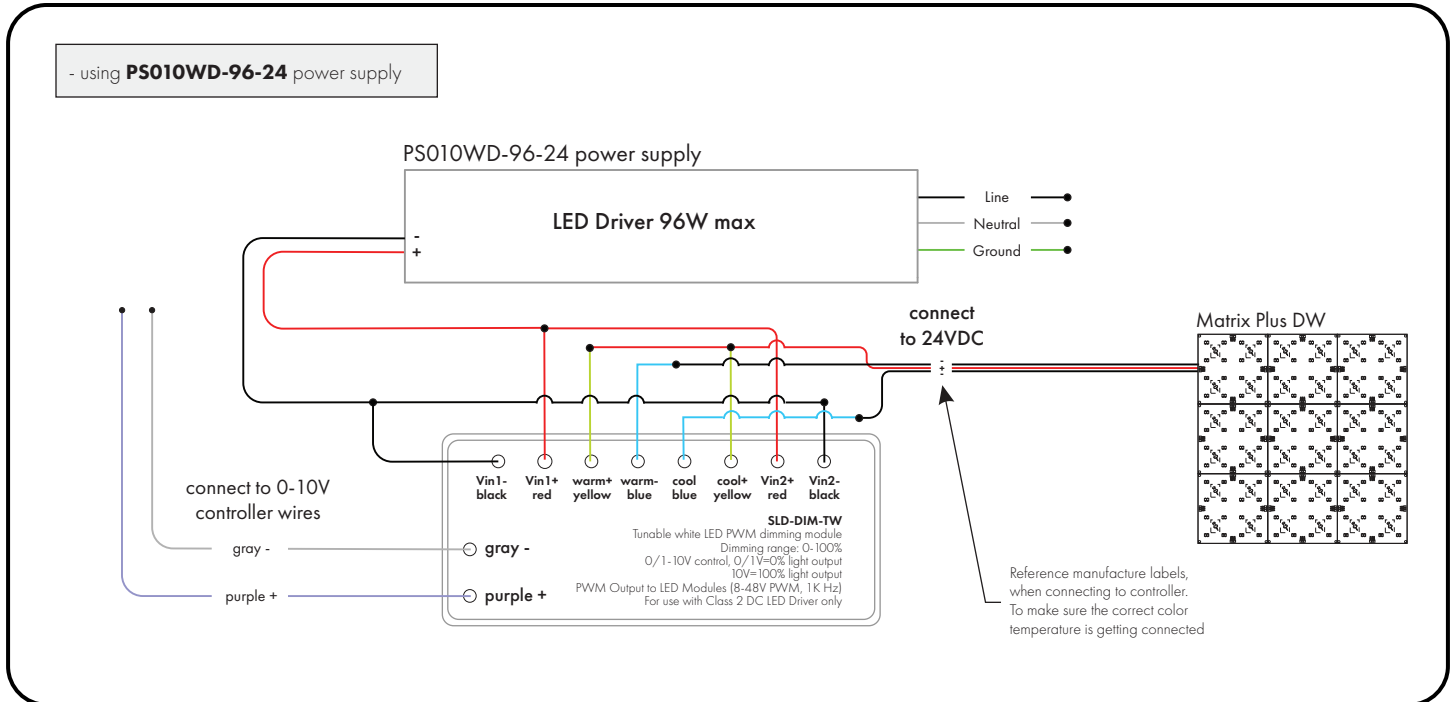 - using PS010WD-96-24 power supply
PS010WD-96-24 power supply
LED Driver 96W max
-
+
Line
Neutral
Ground
connect
to 24VDC
-
+
-
Matrix Plus DW
Vin1-
black
Vin1+
red
warm+
yellow
warm-
blue
cool
blue
cool+
yellow
Vin2+
red
Vin2-
black
connect to 0-10V
controller wires
gray -
purple +
gray -
purple +
SLD-DIM-TW
Tunable white LED PWM dimming module
Dimming range: 0-100%
0/1-10V control, 0/1V=0% light output
10V=100% light output
PWM Output to LED Modules (8-48V PWM, 1K Hz)
For use with Class 2 DC LED Driver only
Reference manufacture labels,
when connecting to controller.
To make sure the correct color
temperature is getting connected